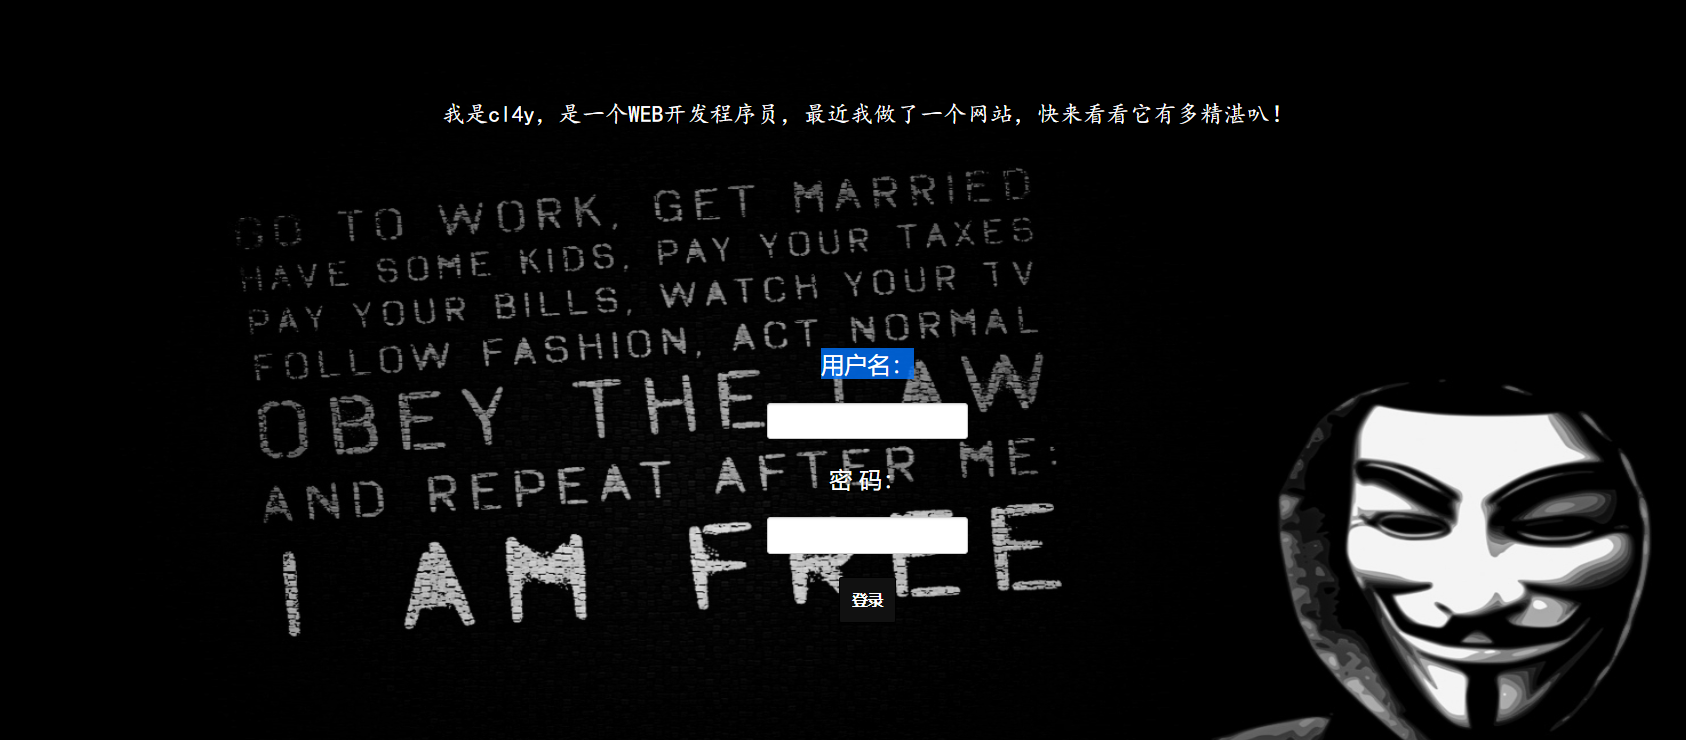 我是cl4y，是一个WEB开发程序员，最近我做了一个网站，快来看看它有多精湛叭！
GO TO WORK, GET MARRIED
HAVE SOME KIDS, PAY YOUR TAXES
PAY YOUR BILLS, WATCH YOUR TV
FOLLOW FASHION, ACT NORMAL
OBEY THE LAW
AND REPEAT AFTER ME:
I AM FREE
用户名：
密 码：
登录